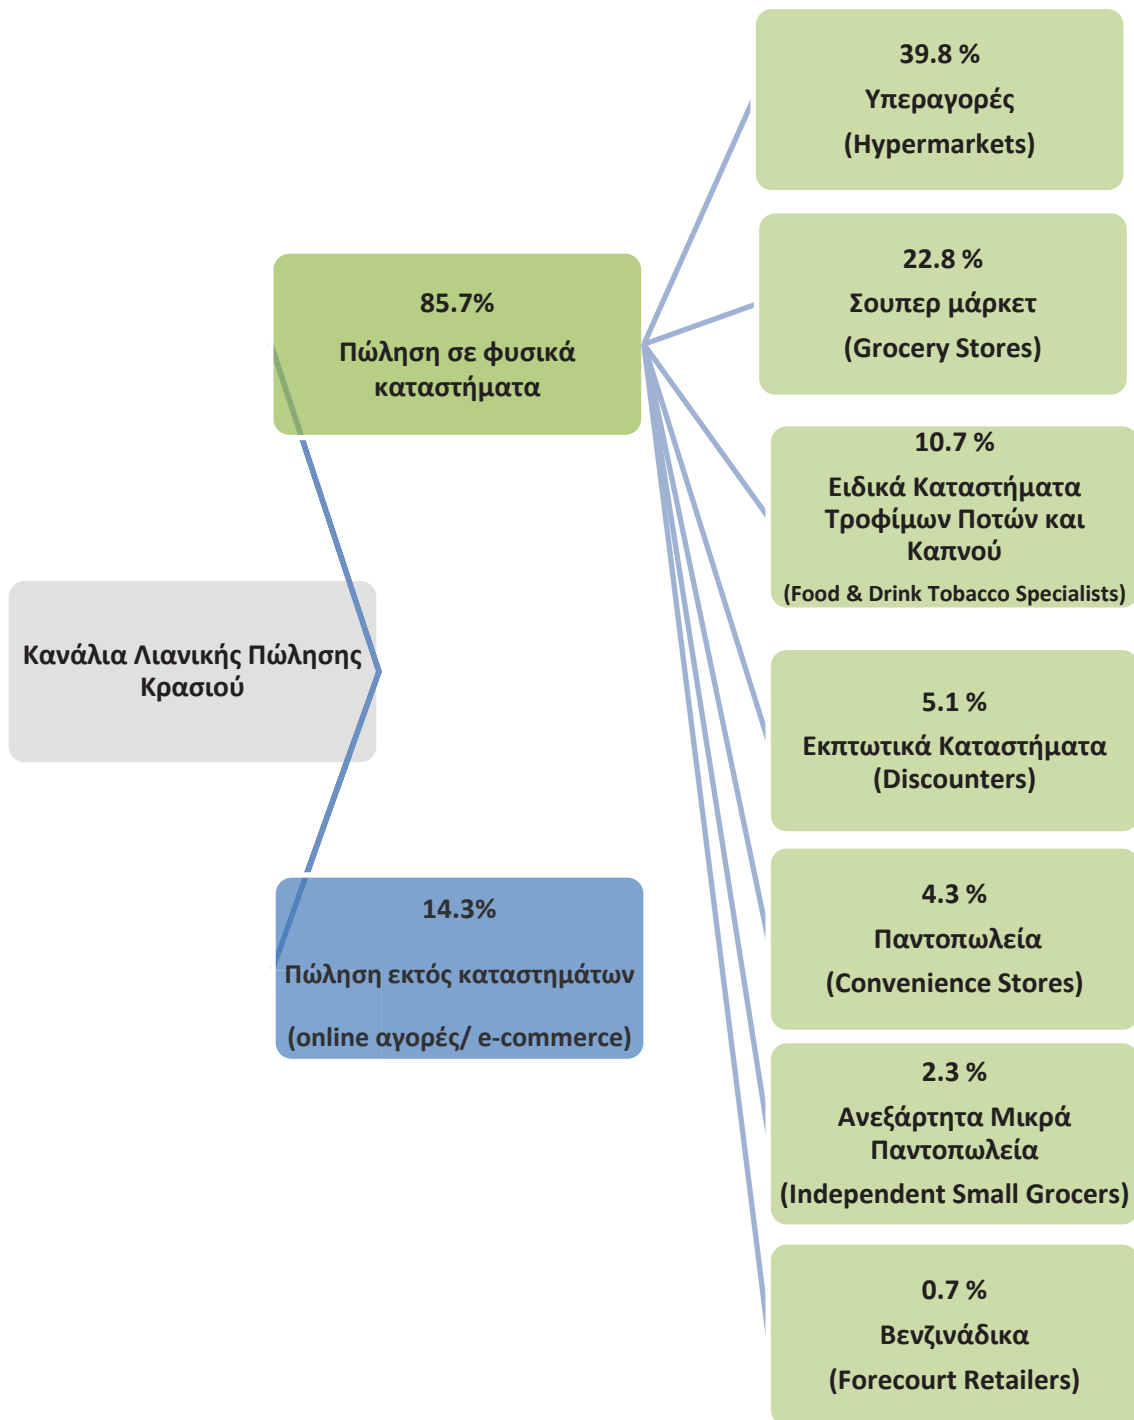 Κανάλια Λιανικής Πώλησης
Κρασιού
85.7%
Πώληση σε φυσικά
καταστήματα
14.3%
Πώληση εκτός καταστημάτων
(online αγορές/ e-commerce)
39.8 %
Υπεραγορές
(Hypermarkets)
22.8 %
Σουπερ μάρκετ
(Grocery Stores)
10.7 %
Ειδικά Καταστήματα
Τροφίμων Ποτών και
Καπνού
(Food & Drink Tobacco Specialists)
5.1 %
Εκπτωτικά Καταστήματα
(Discounters)
4.3 %
Παντοπωλεία
(Convenience Stores)
2.3 %
Ανεξάρτητα Μικρά
Παντοπωλεία
(Independent Small Grocers)
0.7 %
Βενζινάδικα
(Forecourt Retailers)